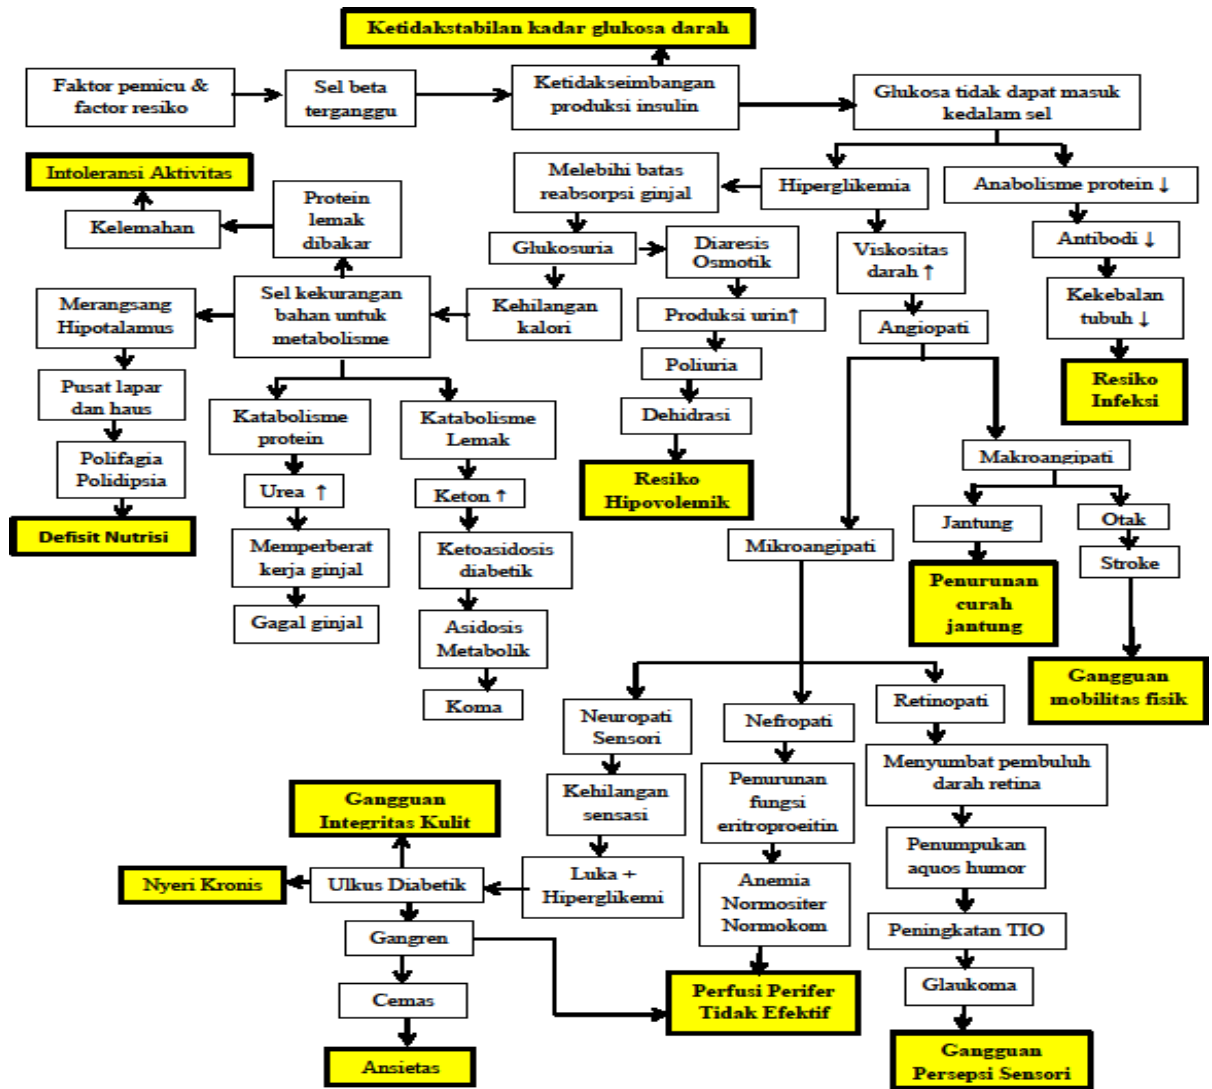 Ketidakstabilan kadar glukosa darah
Faktor pemicu &
factor resiko
Sel beta
terganggu
Ketidakseimbangan
produksi insulin
Glukosa tidak dapat masuk
kedalam sel
Intoleransi Aktivitas
Kelemahan
Protein
lemak
dibakar
Melebihi batas
reabsorpsi ginjal
Hiperglikemia
Anabolisme protein ↓
Glukosuria
Diaresis
Osmotik
Viskositas
darah ↑
Antibodi ↓
Merangsang
Hipotalamus
Sel kekurangan
bahan untuk
metabolisme
Kehilangan
kalori
Produksi urin↑
Angiopati
Kekebalan
tubuh ↓
Poliuria
Resiko
Infeksi
Pusat lapar
dan haus
Katabolisme
protein
Katabolisme
Lemak
Dehidrasi
Polifagia
Polidipsia
Urea ↑
Keton ↑
Resiko
Hipovolemik
Makroangipati
Defisit Nutrisi
Memperberat
kerja ginjal
Ketoasidosis
diabetik
Mikroangipati
Jantung
Otak
Gagal ginjal
Asidosis
Metabolik
Penurunan
curah
jantung
Stroke
Koma
Gangguan
mobilitas fisik
Neuropati
Sensori
Nefropati
Retinopati
Kehilangan
sensasi
Penurunan
fungsi
eritroproeitin
Menyumbat pembuluh
darah retina
Gangguan
Integritas Kulit
Nyeri Kronis
Ulkus Diabetik
Luka +
Hiperglikemi
Anemia
Normositer
Normokom
Penumpukan
aquos humor
Gangren
Peningkatan TIO
Cemas
Perfusi Perifer
Tidak Efektif
Glaukoma
Ansietas
Gangguan
Persepsi Sensori